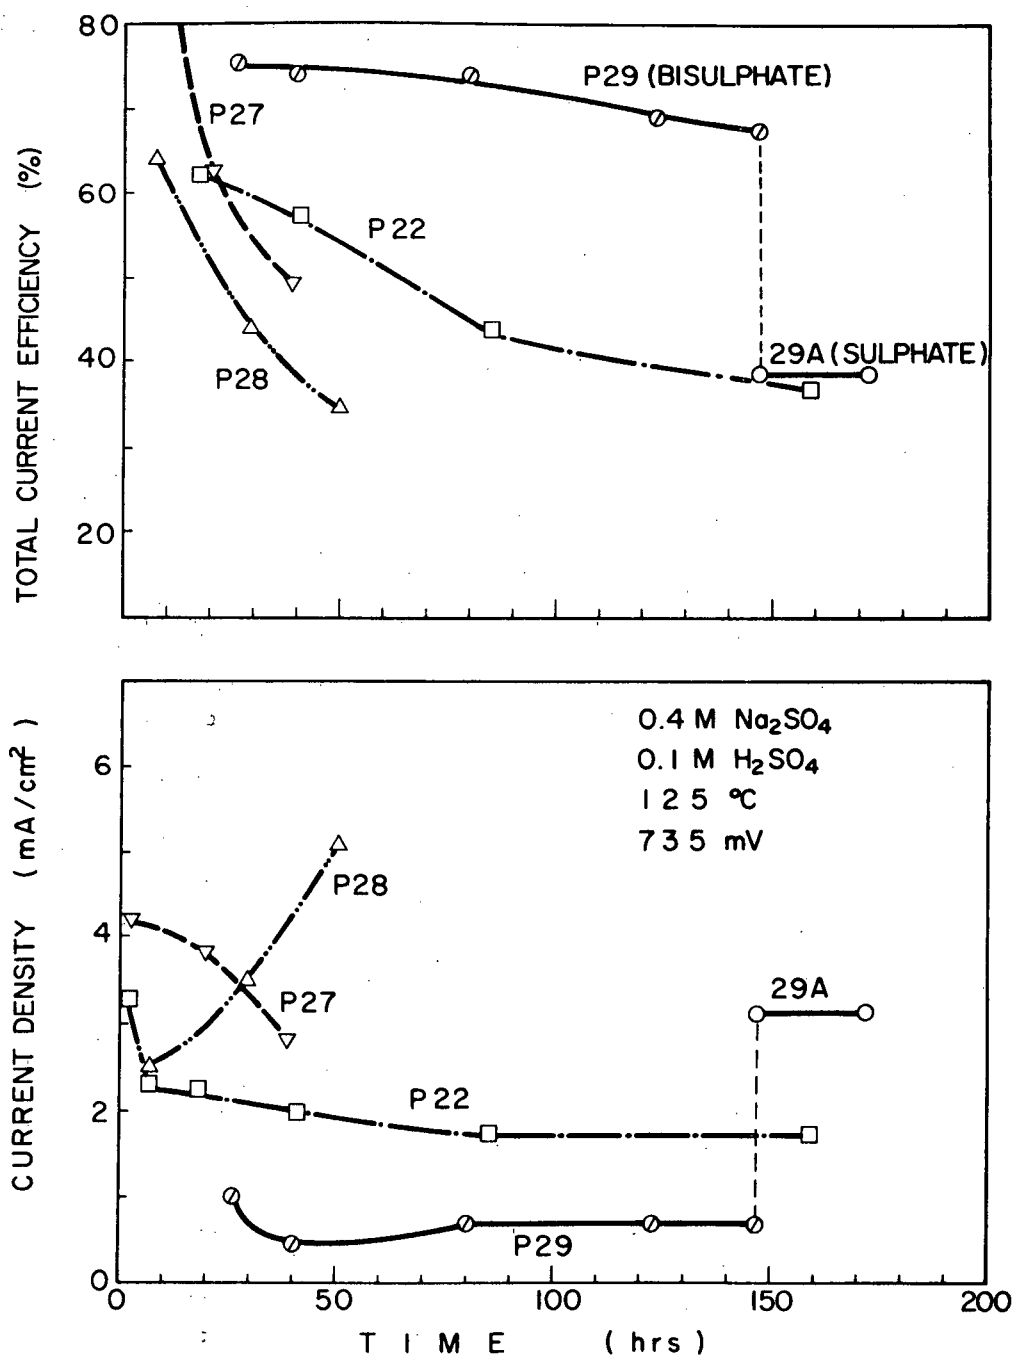 80
60
40
20
TOTAL CURRENT EFFICIENCY (%)
P29 (BISULPHATE)
P27
P22
29A (SULPHATE)
P28
0.4 M Na₂SO₄
0.1 M H₂SO₄
125 °C
735 mV
6
4
2
0
CURRENT DENSITY (mA/cm²)
P28
P27
29A
P22
P29
0 50 100 150 200
TIME (hrs)